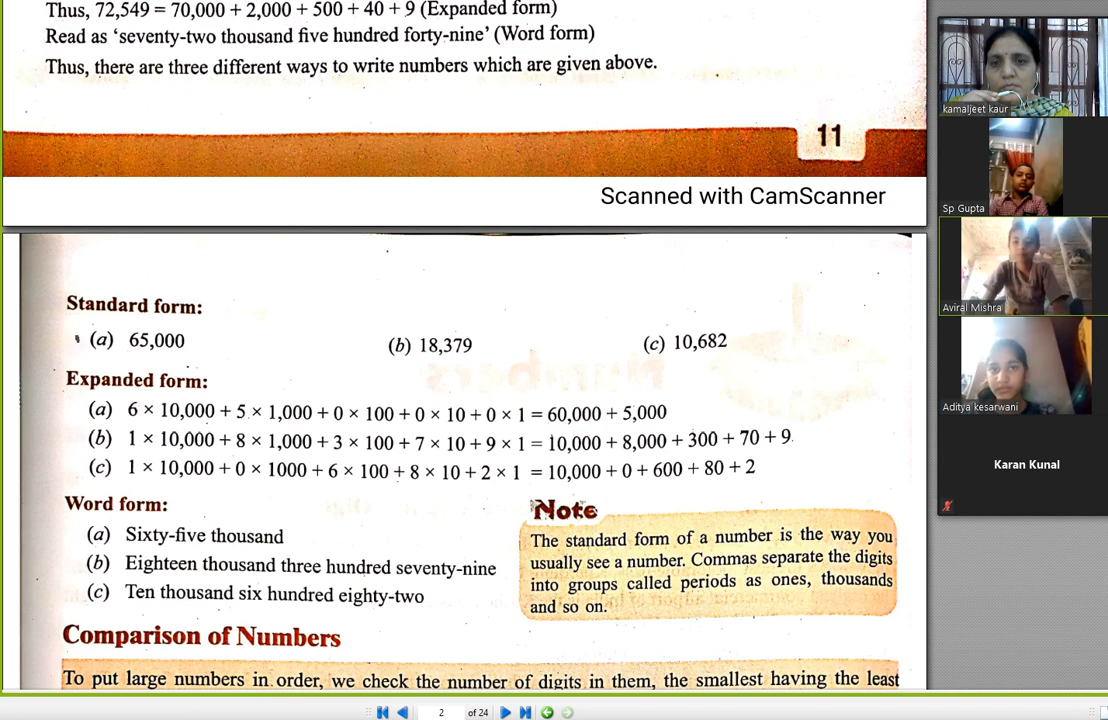 Thus, 72,549 = 70,000 + 2,000 + 500 + 40 + 9 (Expanded form)
Read as ‘seventy-two thousand five hundred forty-nine’ (Word form)
Thus, there are three different ways to write numbers which are given above.
11
Scanned with CamScanner
Standard form:
(a) 65,000 (b) 18,379 (c) 10,682
Expanded form:
(a) 6 × 10,000 + 5 × 1,000 + 0 × 100 + 0 × 10 + 0 × 1 = 60,000 + 5,000
(b) 1 × 10,000 + 8 × 1,000 + 3 × 100 + 7 × 10 + 9 × 1 = 10,000 + 8,000 + 300 + 70 + 9
(c) 1 × 10,000 + 0 × 1000 + 6 × 100 + 8 × 10 + 2 × 1 = 10,000 + 0 + 600 + 80 + 2
Word form:
(a) Sixty-five thousand
(b) Eighteen thousand three hundred seventy-nine
(c) Ten thousand six hundred eighty-two
Note
The standard form of a number is the way you
usually see a number. Commas separate the digits
into groups called periods as ones, thousands
and so on.
Comparison of Numbers
To put large numbers in order, we check the number of digits in them, the smallest having the least
2 of 24
kamaljeet kaur
Sp Gupta
Aviral Mishra
Aditya kesarwani
Karan Kunal